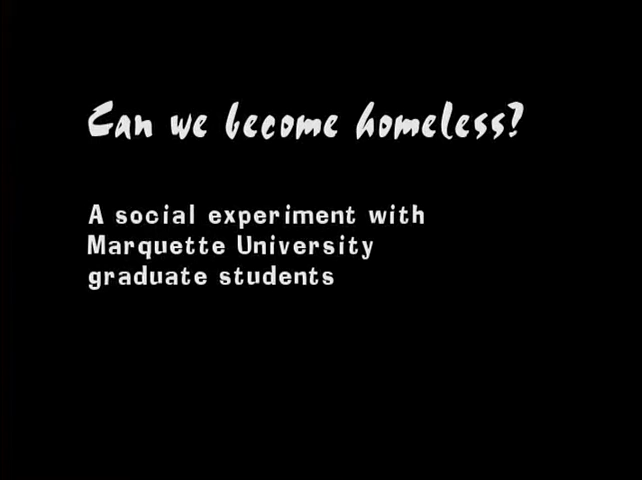 Can we become homeless?
A social experiment with
Marquette University
graduate students